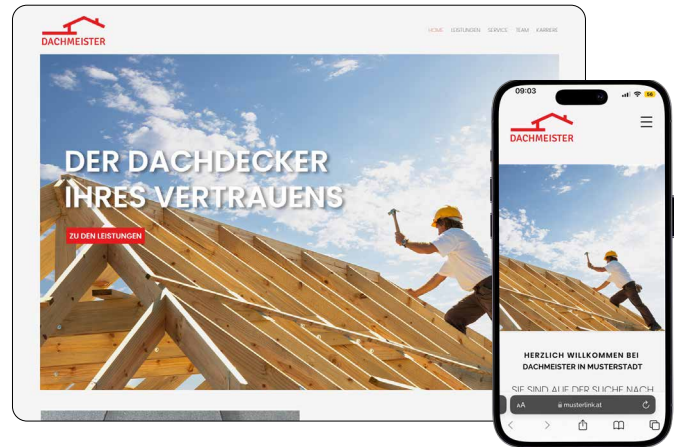 DACHMEISTER
HOME LEISTUNGEN SERVICE TEAM KARRIERE
DER DACHDECKER
IHRES VERTRAUENS
ZU DEN LEISTUNGEN
09:03
DACHMEISTER
HERZLICH WILLKOMMEN BEI
DACHMEISTER IN MUSTERSTADT
SIE SIND AUF DER SUCHE NACH
AA musterlink.at